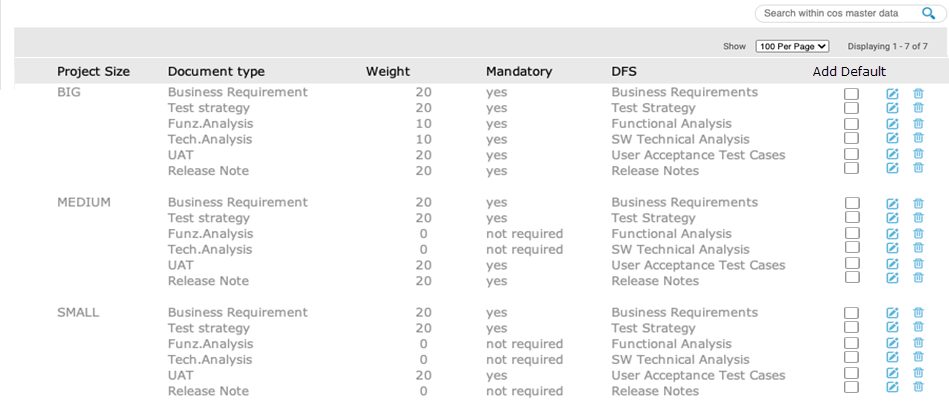 Search within cos master data
Show 100 Per Page Displaying 1 - 7 of 7
Project Size Document type Weight Mandatory DFS Add Default
BIG Business Requirement 20 yes Business Requirements
Test strategy 20 yes Test Strategy
Funz.Analysis 10 yes Functional Analysis
Tech.Analysis 10 yes SW Technical Analysis
UAT 20 yes User Acceptance Test Cases
Release Note 20 yes Release Notes
MEDIUM Business Requirement 20 yes Business Requirements
Test strategy 20 yes Test Strategy
Funz.Analysis 0 not required Functional Analysis
Tech.Analysis 0 not required SW Technical Analysis
UAT 20 yes User Acceptance Test Cases
Release Note 20 yes Release Notes
SMALL Business Requirement 20 yes Business Requirements
Test strategy 20 yes Test Strategy
Funz.Analysis 0 not required Functional Analysis
Tech.Analysis 0 not required SW Technical Analysis
UAT 20 yes User Acceptance Test Cases
Release Note 0 not required Release Notes